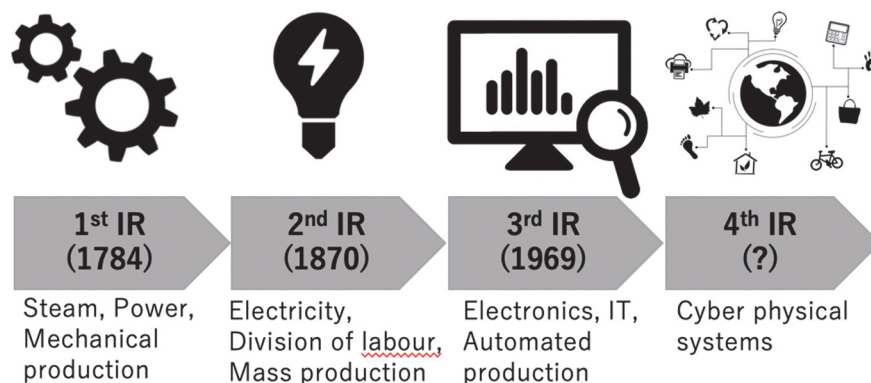 1st IR
(1784)
Steam, Power,
Mechanical
production
2nd IR
(1870)
Electricity,
Division of labour,
Mass production
3rd IR
(1969)
Electronics, IT,
Automated
production
4th IR
(?)
Cyber physical
systems